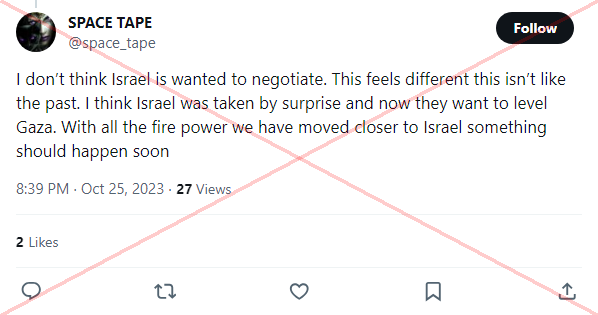 SPACE TAPE
@space_tape
Follow
I don’t think Israel is wanted to negotiate. This feels different this isn’t like
the past. I think Israel was taken by surprise and now they want to level
Gaza. With all the fire power we have moved closer to Israel something
should happen soon
8:39 PM · Oct 25, 2023 · 27 Views
2 Likes